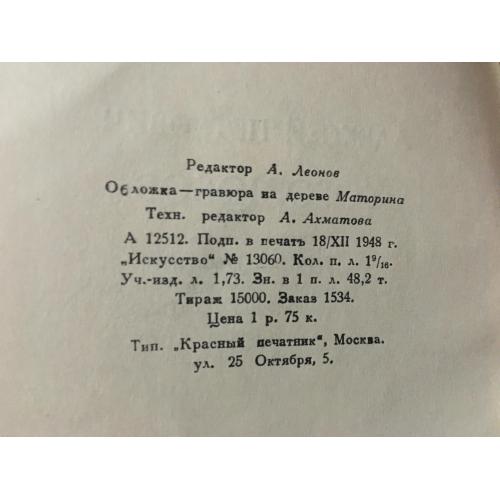 Редактор А. Леонов
Обложка—гравюра на дереве Маторина
Техн. редактор А. Ахматова
А 12512. Подп. в печать 18/XII 1948 г.
„Искусство“ № 13060. Кол. п. л. 1⁹/₁₆.
Уч.-изд. л. 1,73. Зн. в 1 п. л. 48,2 т.
Тираж 15000. Заказ 1534.
Цена 1 р. 75 к.
Тип. „Красный печатник“, Москва.
ул. 25 Октября, 5.